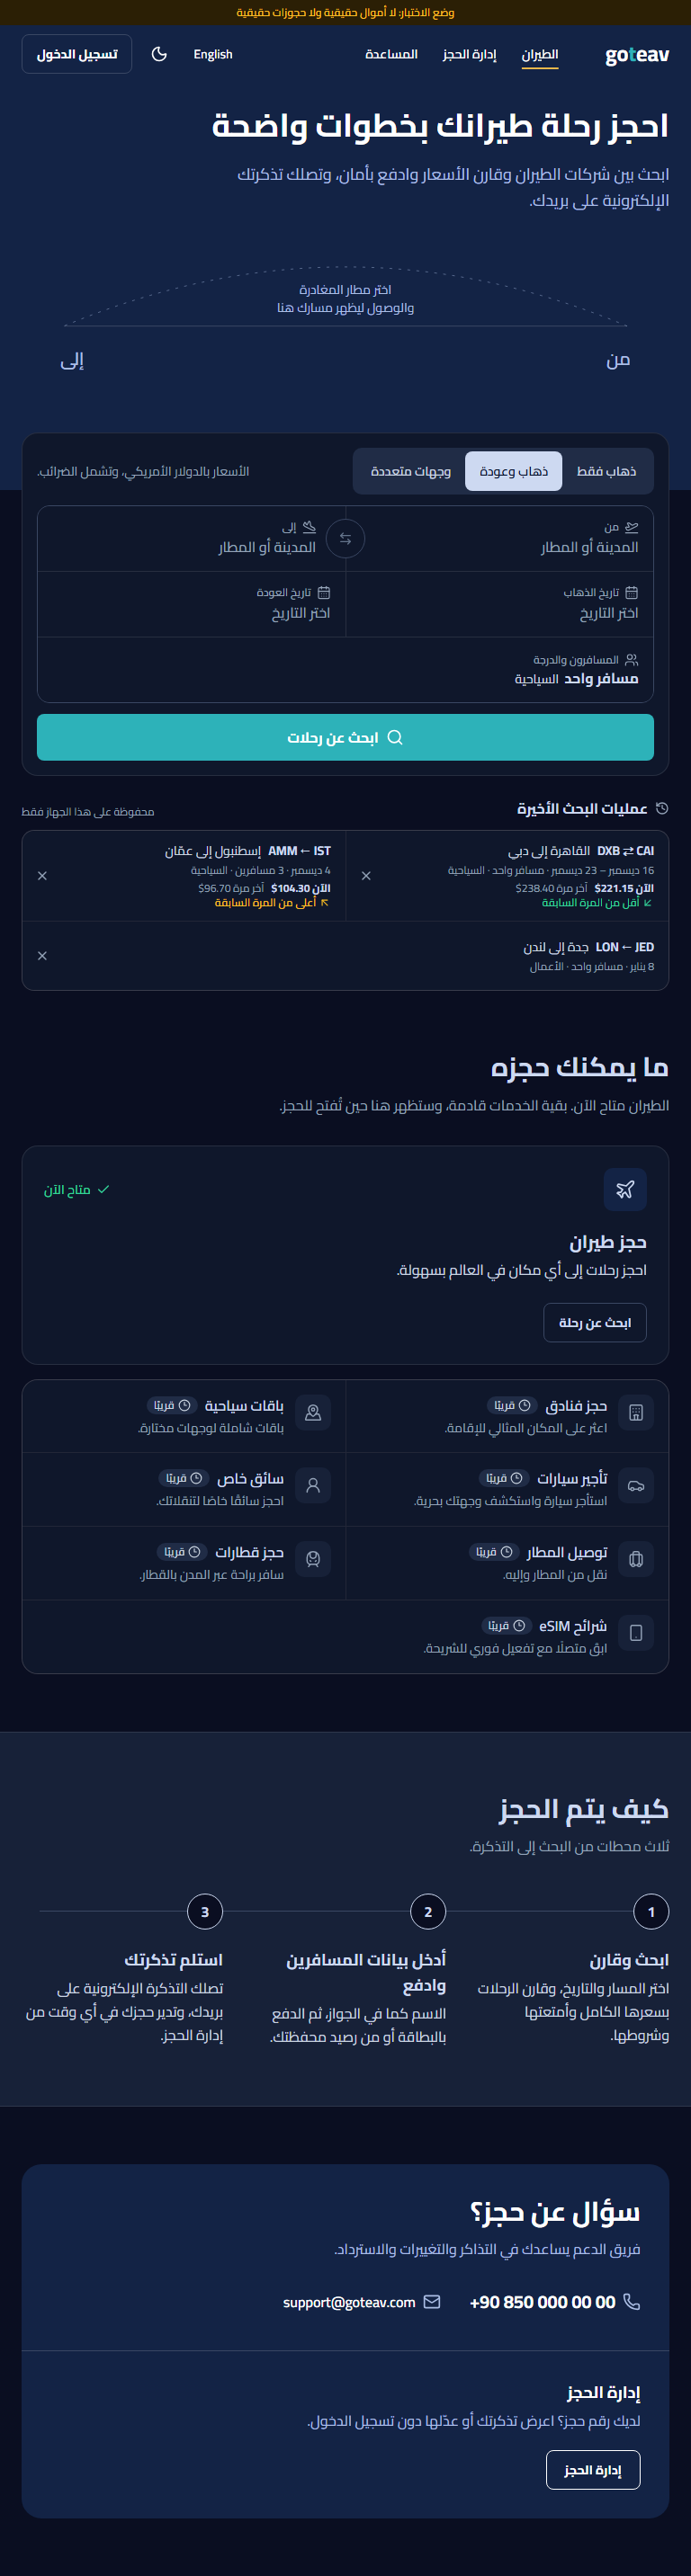 وضع الاختبار: لا أموال حقيقية ولا حجوزات حقيقية
goteav
الطيران
إدارة الحجز
المساعدة
English
تسجيل الدخول
احجز رحلة طيرانك بخطوات واضحة
ابحث بين شركات الطيران وقارن الأسعار وادفع بأمان، وتصلك تذكرتك
الإلكترونية على بريدك.
اختر مطار المغادرة
والوصول ليظهر مسارك هنا
من
إلى
ذهاب فقط
ذهاب وعودة
وجهات متعددة
الأسعار بالدولار الأمريكي، وتشمل الضرائب.
من
المدينة أو المطار
إلى
المدينة أو المطار
تاريخ الذهاب
اختر التاريخ
تاريخ العودة
اختر التاريخ
المسافرون والدرجة
مسافر واحد السياحية
ابحث عن رحلات
عمليات البحث الأخيرة
محفوظة على هذا الجهاز فقط
DXB ⇄ CAI القاهرة إلى دبي
16 ديسمبر – 23 ديسمبر · مسافر واحد · السياحية
الآن $221.15 آخر مرة $238.40
أقل من المرة السابقة
AMM ← IST إسطنبول إلى عمّان
4 ديسمبر · 3 مسافرين · السياحية
الآن $104.30 آخر مرة $96.70
أعلى من المرة السابقة
LON ← JED جدة إلى لندن
8 يناير · مسافر واحد · الأعمال
ما يمكنك حجزه
الطيران متاح الآن. بقية الخدمات قادمة، وستظهر هنا حين تُفتح للحجز.
متاح الآن
حجز طيران
احجز رحلات إلى أي مكان في العالم بسهولة.
ابحث عن رحلة
حجز فنادق قريبًا
اعثر على المكان المثالي للإقامة.
باقات سياحية قريبًا
باقات شاملة لوجهات مختارة.
تأجير سيارات قريبًا
استأجر سيارة واستكشف وجهتك بحرية.
سائق خاص قريبًا
احجز سائقًا خاصًا لتنقلاتك.
توصيل المطار قريبًا
نقل من المطار وإليه.
حجز قطارات قريبًا
سافر براحة عبر المدن بالقطار.
شرائح eSIM قريبًا
ابقَ متصلًا مع تفعيل فوري للشريحة.
كيف يتم الحجز
ثلاث محطات من البحث إلى التذكرة.
1
ابحث وقارن
اختر المسار والتاريخ، وقارن الرحلات
بسعرها الكامل وأمتعتها
وشروطها.
2
أدخل بيانات المسافرين
وادفع
الاسم كما في الجواز، ثم الدفع
بالبطاقة أو من رصيد محفظتك.
3
استلم تذكرتك
تصلك التذكرة الإلكترونية على
بريدك، وتدير حجزك في أي وقت من
إدارة الحجز.
سؤال عن حجز؟
فريق الدعم يساعدك في التذاكر والتغييرات والاسترداد.
+90 850 000 00 00
support@goteav.com
إدارة الحجز
لديك رقم حجز؟ اعرض تذكرتك أو عدّلها دون تسجيل الدخول.
إدارة الحجز